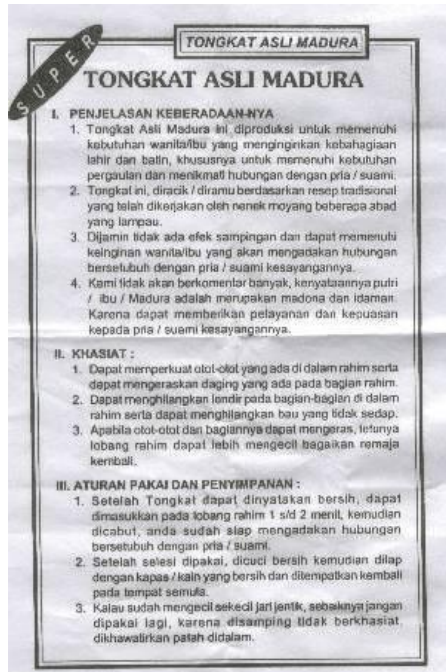 SUPER
TONGKAT ASLI MADURA
TONGKAT ASLI MADURA
I. PENJELASAN KEBERADAAN-NYA
1. Tongkat Asli Madura ini diproduksi untuk memenuhi
kebutuhan wanita/ibu yang menginginkan kebahagiaan
lahir dan batin, khususnya untuk memenuhi kebutuhan
pergaulan dan menikmati hubungan dengan pria / suami.
2. Tongkat ini, diracik / diramu berdasarkan resep tradisional
yang telah dikerjakan oleh nenek moyang beberapa abad
yang lampau.
3. Dijamin tidak ada efek sampingan dan dapat memenuhi
keinginan wanita/ibu yang akan mengadakan hubungan
bersetubuh dengan pria / suami kesayangannya.
4. Kami tidak akan berkomentar banyak, kenyataannya putri
/ ibu / Madura adalah merupakan madona dan idaman.
Karena dapat memberikan pelayanan dan kepuasan
kepada pria / suami kesayangannya.
II. KHASIAT :
1. Dapat memperkuat otot-otot yang ada di dalam rahim serta
dapat mengeraskan daging yang ada pada bagian rahim.
2. Dapat menghilangkan lendir pada bagian-bagian di dalam
rahim serta dapat menghilangkan bau yang tidak sedap.
3. Apabila otot-otot dan bagiannya dapat mengeras, tetunya
lobang rahim dapat lebih mengecil bagaikan remaja
kembali.
III. ATURAN PAKAI DAN PENYIMPANAN :
1. Setelah Tongkat dapat dinyatakan bersih, dapat
dimasukkan pada lobang rahim 1 s/d 2 menit, kemudian
dicabut, anda sudah siap mengadakan hubungan
bersetubuh dengan pria / suami.
2. Setelah selesi dipakai, dicuci bersih kemudian dilap
dengan kapas / kain yang bersih dan ditempatkan kembali
pada tempat semula.
3. Kalau sudah mengecil sekecil jari jentik, sebaiknya jangan
dipakai lagi, karena disamping tidak berkhasiat,
dikhawatirkan patah didalam.